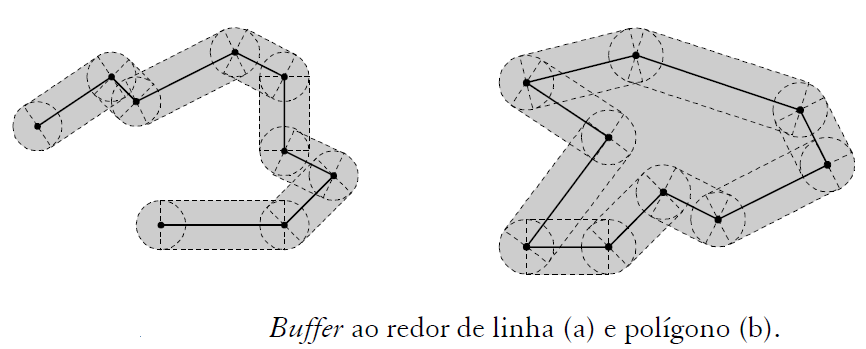 Buffer ao redor de linha (a) e polígono (b).